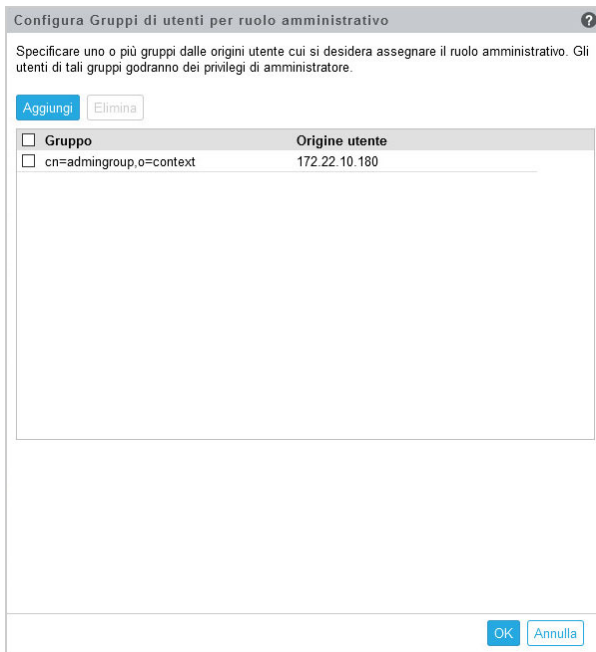 Configura Gruppi di utenti per ruolo amministrativo ?
Specificare uno o più gruppi dalle origini utente cui si desidera assegnare il ruolo amministrativo. Gli
utenti di tali gruppi godranno dei privilegi di amministratore.
Aggiungi Elimina
Gruppo Origine utente
cn=admingroup,o=context 172.22.10.180
OK Annulla